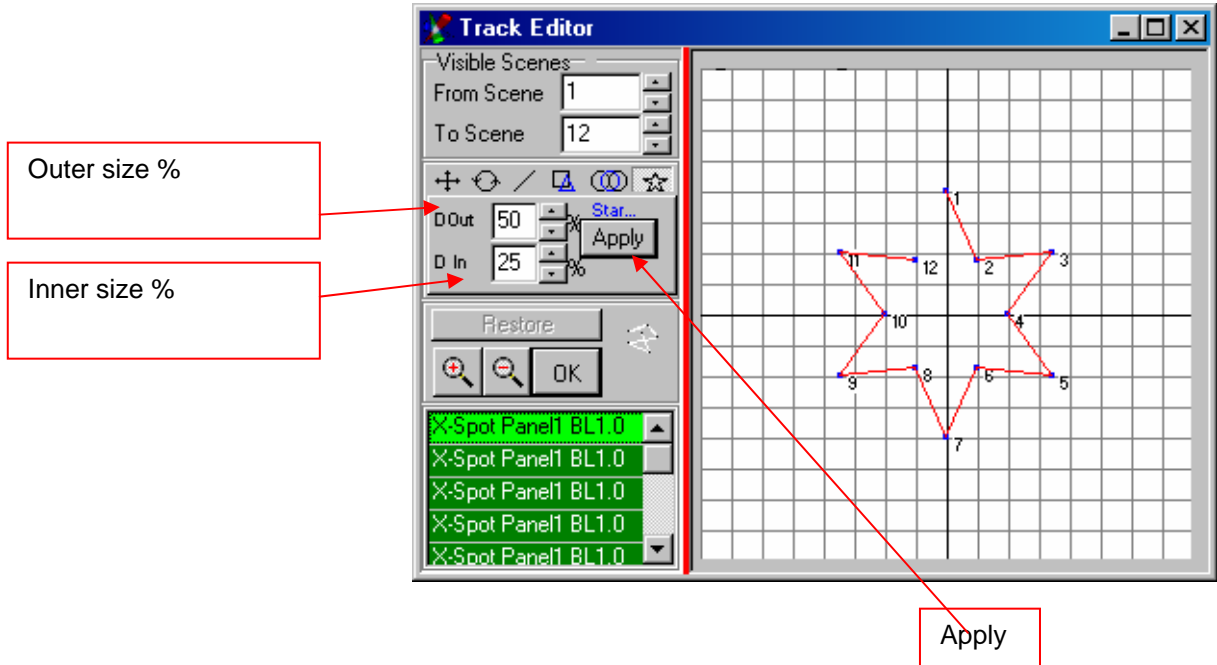 Track Editor
Visible Scenes
From Scene 1
To Scene 12
Outer size %
DOut 50 % Star...
Apply
D In 25 %
Inner size %
Restore
OK
X-Spot Panel1 BL1.0
X-Spot Panel1 BL1.0
X-Spot Panel1 BL1.0
X-Spot Panel1 BL1.0
X-Spot Panel1 BL1.0
1
11 12 2 3
10 4
9 8 6 5
7
Apply